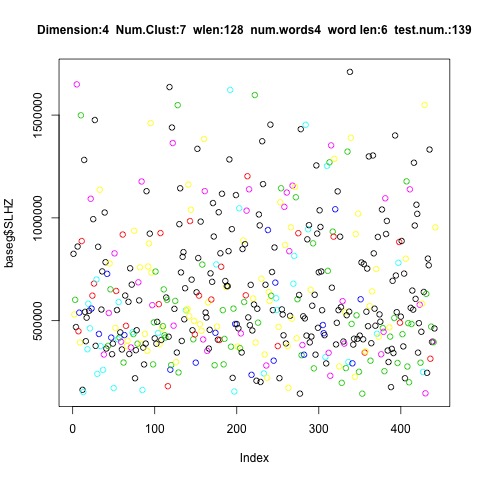 Dimension:4 Num.Clust:7 wlen:128 num.words4 word len:6 test.num.:139
baseg$SLHZ
1500000
1000000
500000
0 100 200 300 400
Index